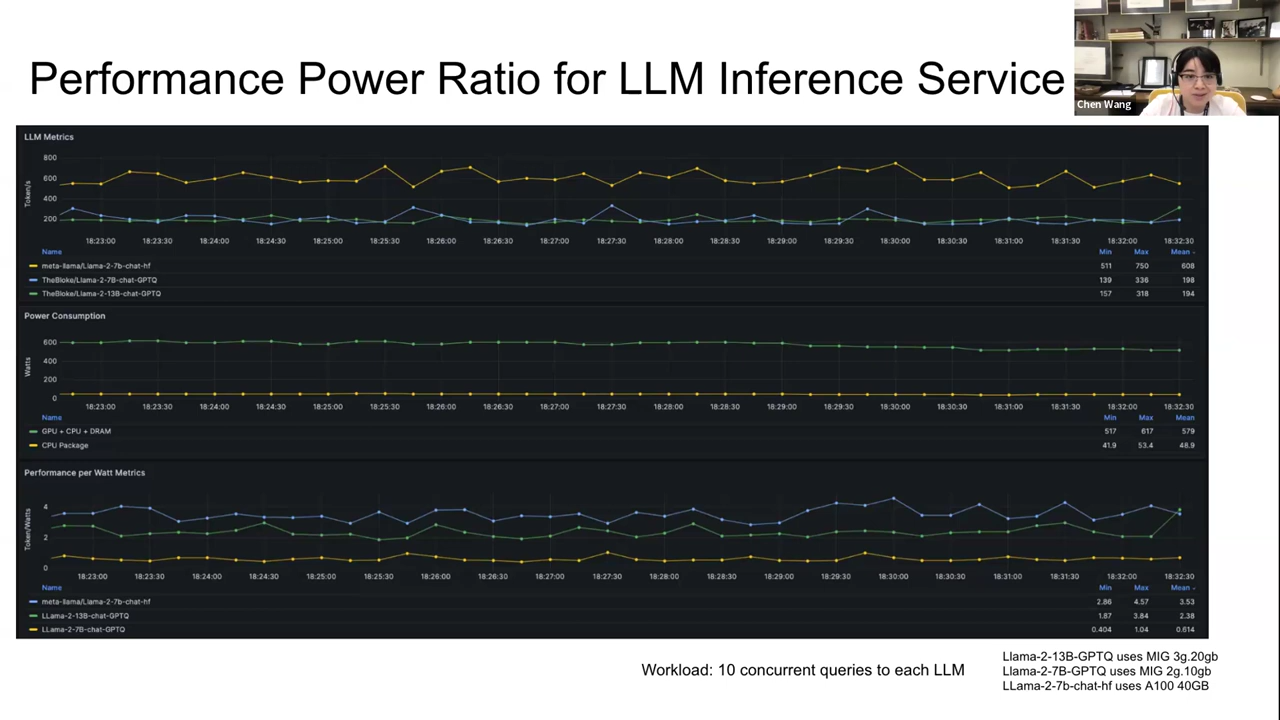 Performance Power Ratio for LLM Inference Service
Chen Wang
LLM Metrics
800
600
400
200
Token/s
18:23:00 18:23:30 18:24:00 18:24:30 18:25:00 18:25:30 18:26:00 18:26:30 18:27:00 18:27:30 18:28:00 18:28:30 18:29:00 18:29:30 18:30:00 18:30:30 18:31:00 18:31:30 18:32:00 18:32:30
Name Min Max Mean
meta-llama/Llama-2-7b-chat-hf 511 750 608
TheBloke/Llama-2-7B-chat-GPTQ 139 336 198
TheBloke/Llama-2-13B-chat-GPTQ 157 318 194
Power Consumption
600
400
200
0
Watts
18:23:00 18:23:30 18:24:00 18:24:30 18:25:00 18:25:30 18:26:00 18:26:30 18:27:00 18:27:30 18:28:00 18:28:30 18:29:00 18:29:30 18:30:00 18:30:30 18:31:00 18:31:30 18:32:00 18:32:30
Name Min Max Mean
GPU + CPU + DRAM 517 617 579
CPU Package 41.9 53.4 48.9
Performance per Watt Metrics
4
2
0
Token/Watts
18:23:00 18:23:30 18:24:00 18:24:30 18:25:00 18:25:30 18:26:00 18:26:30 18:27:00 18:27:30 18:28:00 18:28:30 18:29:00 18:29:30 18:30:00 18:30:30 18:31:00 18:31:30 18:32:00 18:32:30
Name Min Max Mean
meta-llama/Llama-2-7b-chat-hf 2.86 4.57 3.53
LLama-2-13B-chat-GPTQ 1.87 3.84 2.38
LLama-2-7B-chat-GPTQ 0.404 1.04 0.614
Workload: 10 concurrent queries to each LLM
Llama-2-13B-GPTQ uses MIG 3g.20gb
Llama-2-7B-GPTQ uses MIG 2g.10gb
LLama-2-7b-chat-hf uses A100 40GB